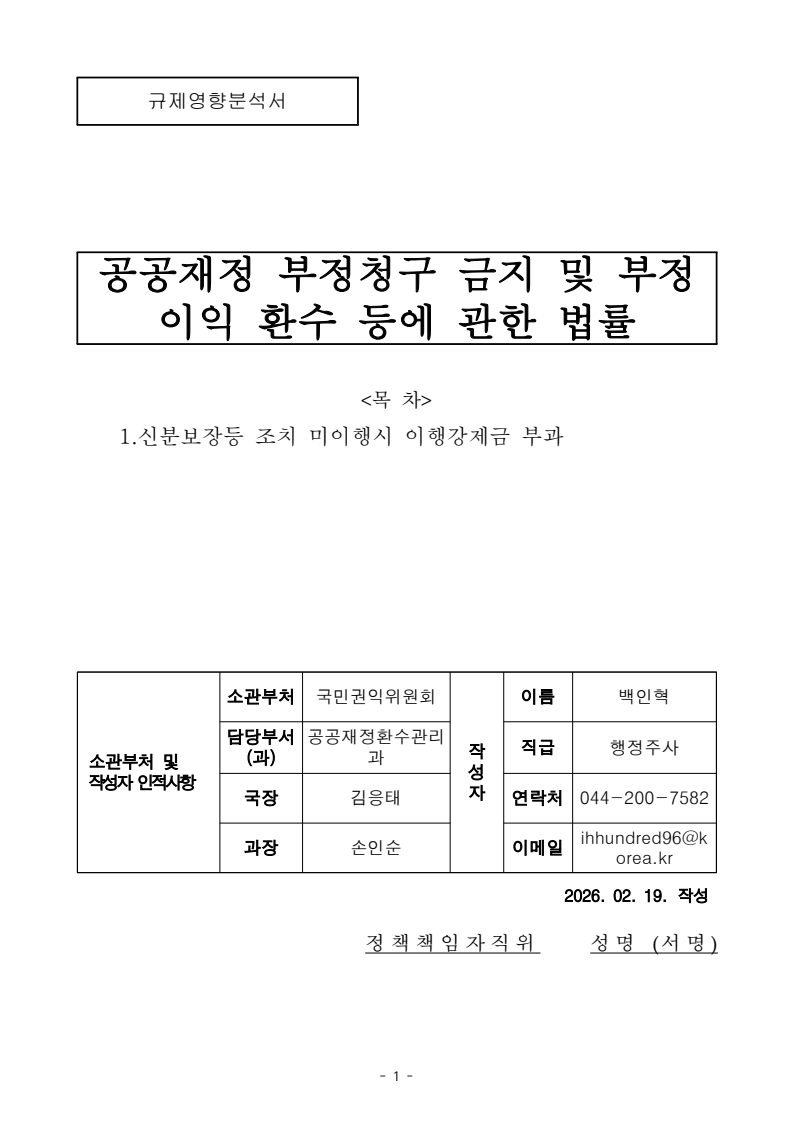 규제영향분석서
공공재정 부정청구 금지 및 부정
이익 환수 등에 관한 법률
<목 차>
1.신분보장등 조치 미이행시 이행강제금 부과
소관부처 및
작성자 인적사항
소관부처
국민권익위원회
담당부서
(과)
공공재정환수관리
과
국장
김응태
과장
손인순
작
성
자
이름
백인혁
직급
행정주사
연락처
044-200-7582
이메일
ihhundred96@k
orea.kr
2026. 02. 19. 작성
정책책임자직위 성명 (서명)
- 1 -